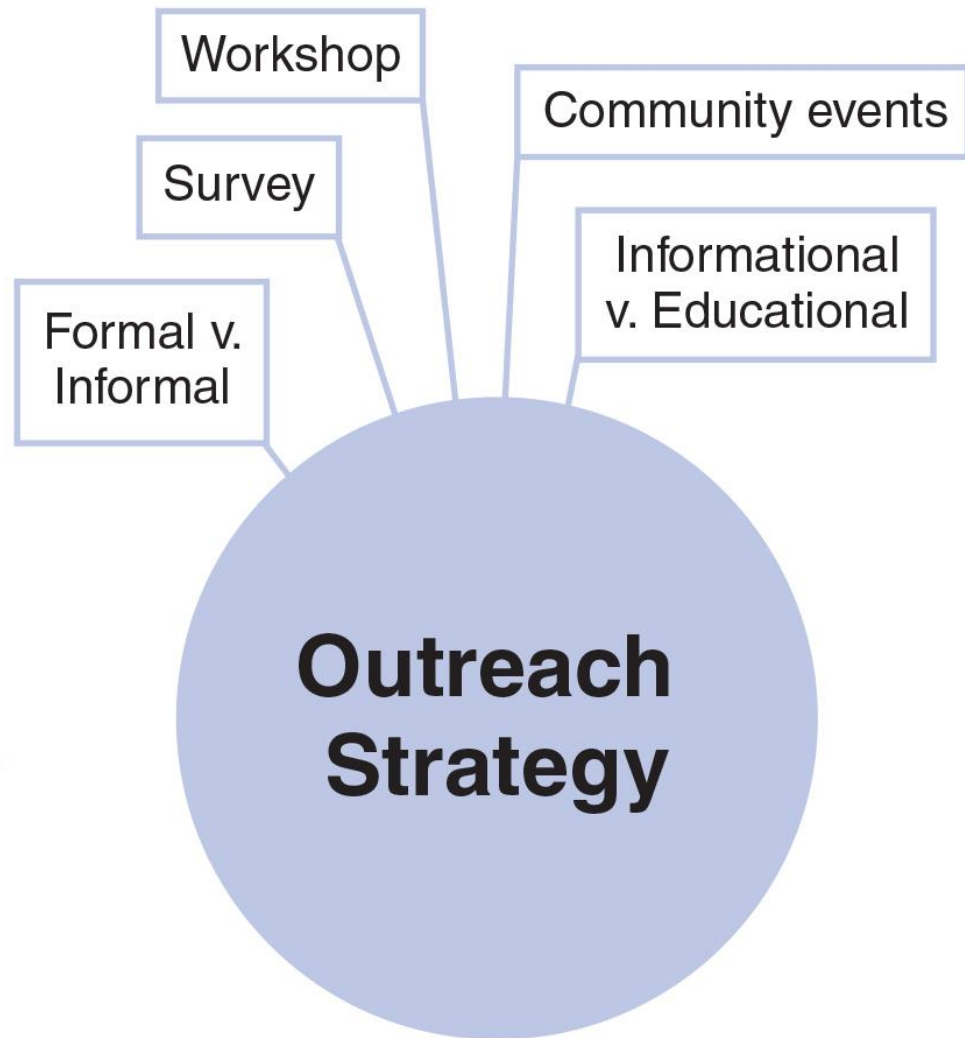 Workshop
Community events
Survey
Informational
v. Educational
Formal v.
Informal
Outreach
Strategy